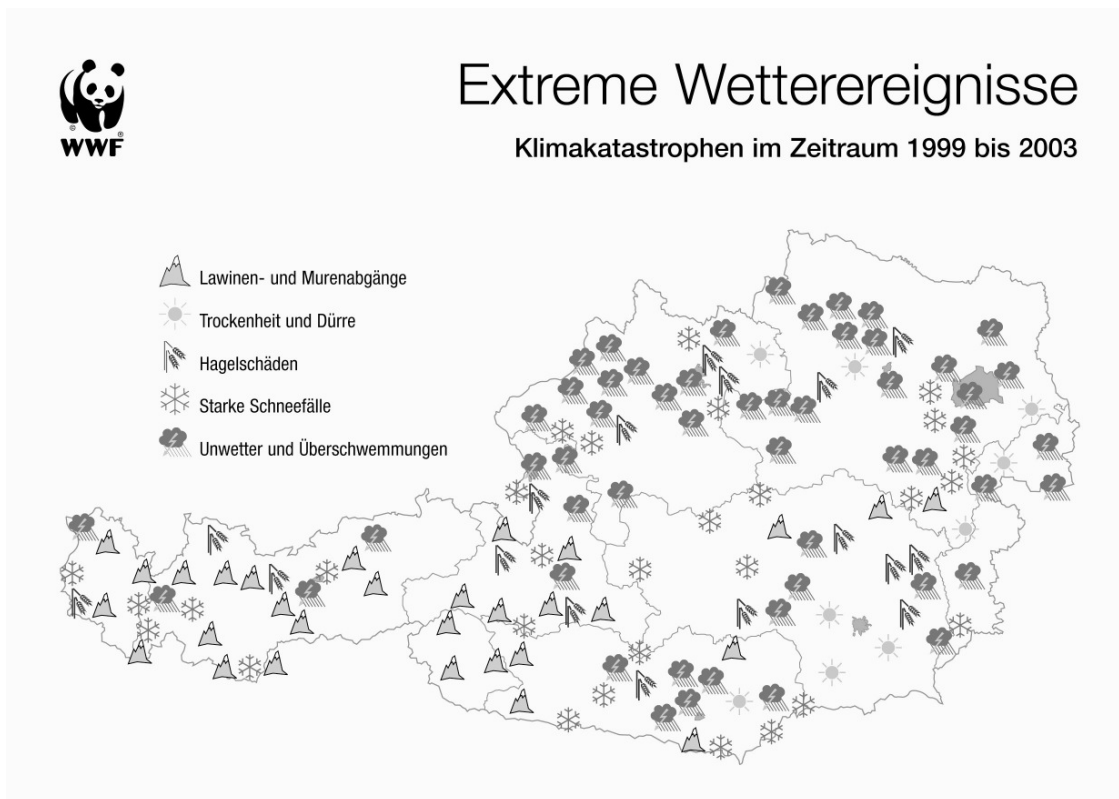 Extreme Wetterereignisse
Klimakatastrophen im Zeitraum 1999 bis 2003
©
®
WWF
Lawinen- und Murenabgänge
Trockenheit und Dürre
Hagelschäden
Starke Schneefälle
Unwetter und Überschwemmungen